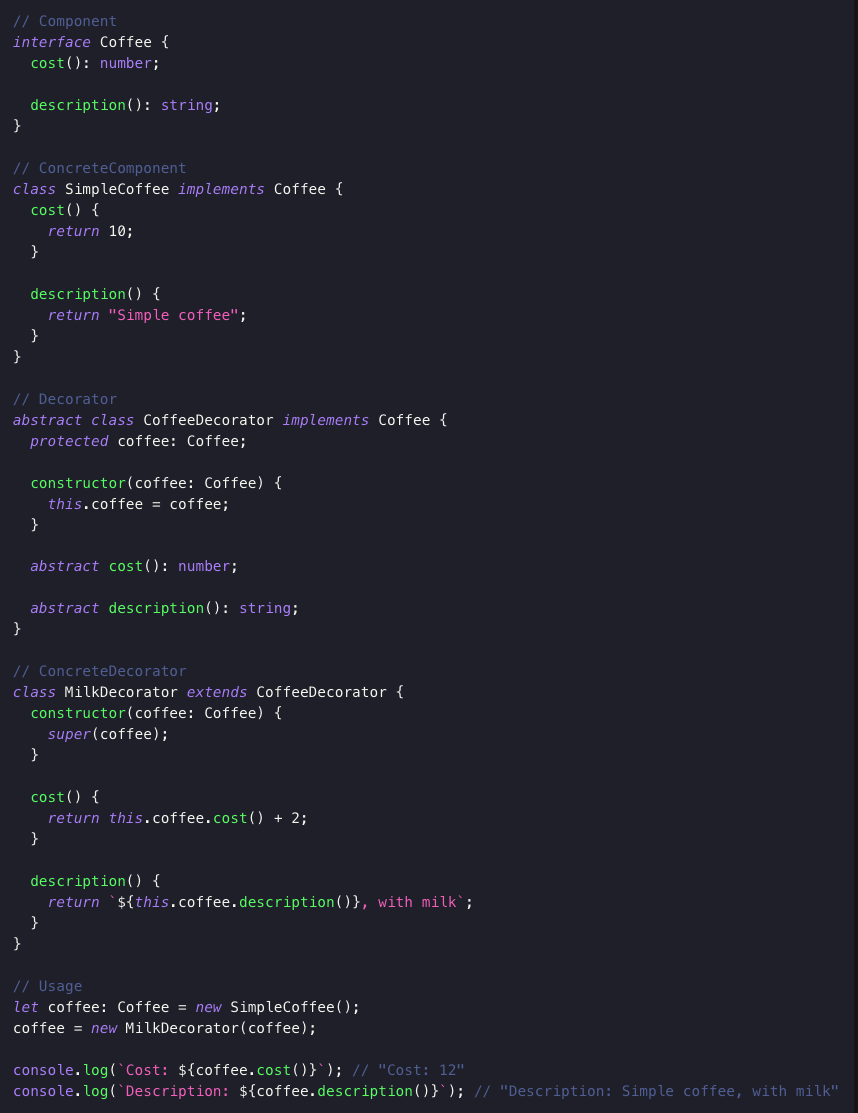 // Component
interface Coffee {
  cost(): number;

  description(): string;
}

// ConcreteComponent
class SimpleCoffee implements Coffee {
  cost() {
    return 10;
  }

  description() {
    return "Simple coffee";
  }
}

// Decorator
abstract class CoffeeDecorator implements Coffee {
  protected coffee: Coffee;

  constructor(coffee: Coffee) {
    this.coffee = coffee;
  }

  abstract cost(): number;

  abstract description(): string;
}

// ConcreteDecorator
class MilkDecorator extends CoffeeDecorator {
  constructor(coffee: Coffee) {
    super(coffee);
  }

  cost() {
    return this.coffee.cost() + 2;
  }

  description() {
    return `${this.coffee.description()}, with milk`;
  }
}

// Usage
let coffee: Coffee = new SimpleCoffee();
coffee = new MilkDecorator(coffee);

console.log(`Cost: ${coffee.cost()}`); // "Cost: 12"
console.log(`Description: ${coffee.description()}`); // "Description: Simple coffee, with milk"